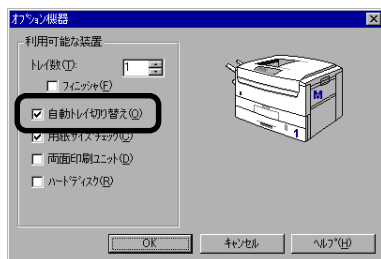 オプション機器
利用可能な装置
トレイ数(T):
1
フィニッシャ(F)
自動トレイ切り替え(O)
用紙サイズチェック(C)
両面印刷ユニット(D)
ハードディスク(R)
M
1
OK
キャンセル
ヘルプ(H)